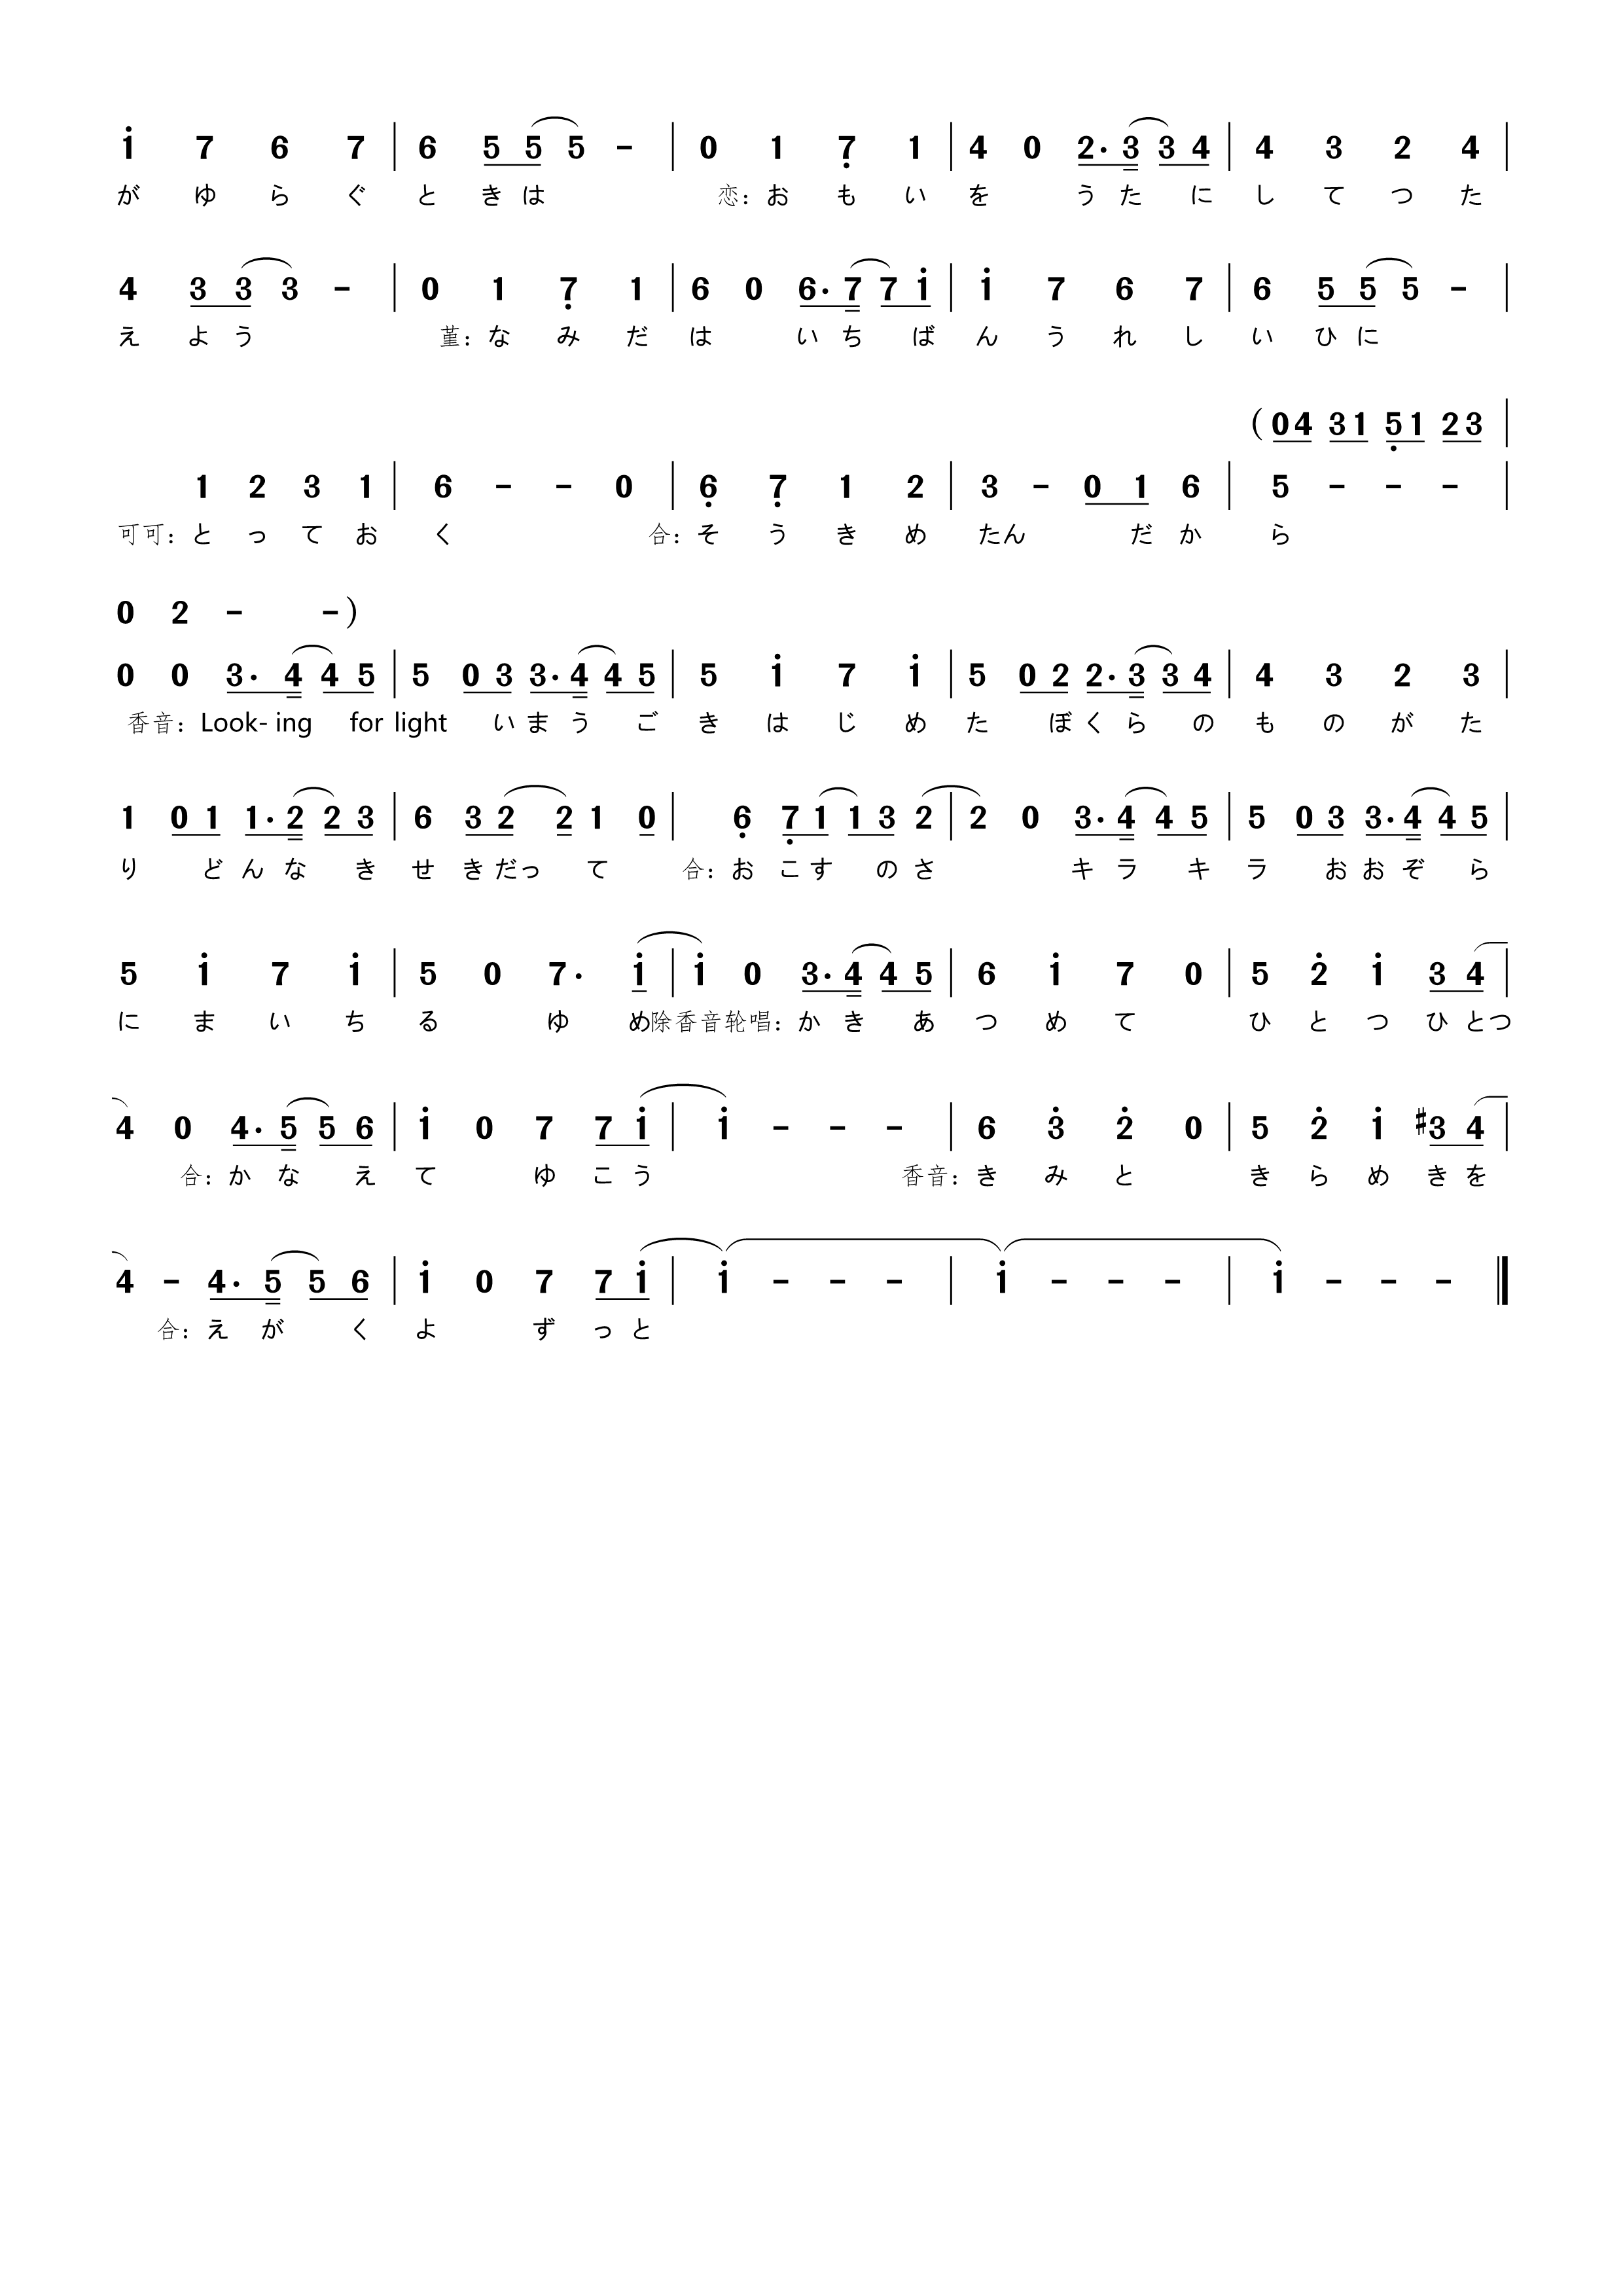 i 7 6 7 | 6 5 5 5 - | 0 1 7 1 | 4 0 2· 3 3 4 | 4 3 2 4 |
が ゆ ら ぐ と き は 恋: お も い を う た に し て つ た
4 3 3 3 - | 0 1 7 1 | 6 0 6· 7 7 i | i 7 6 7 | 6 5 5 5 - |
え よ う 堇: な み だ は い ち ば ん う れ し い ひ に
(04 31 51 23 |
1 2 3 1 | 6 - - 0 | 6 7 1 2 | 3 - 0 1 6 | 5 - - - |
可可: と っ て お く 合: そ う き め たん だ か ら
0 2 - -)
0 0 3· 4 4 5 | 5 0 3 3· 4 4 5 | 5 i 7 i | 5 0 2 2· 3 3 4 | 4 3 2 3
香音: Look- ing for light い ま う ご き は じ め た ぼ く ら の も の が た
1 0 1 1· 2 2 3 | 6 3 2 2 1 0 | 6 7 1 1 3 2 | 2 0 3· 4 4 5 | 5 0 3 3· 4 4 5 |
り ど ん な き せ き だっ て 合: お こ す の さ キ ラ キ ラ お お ぞ ら
5 i 7 i | 5 0 7· i | i 0 3· 4 4 5 | 6 i 7 0 | 5 2 i 3 4 |
に ま い ち る ゆ め 除香音轮唱: か き あ つ め て ひ と つ ひ とつ
4 0 4· 5 5 6 | i 0 7 7 i | i - - - | 6 3 2 0 | 5 2 i #3 4 |
合: か な え て ゆ こ う 香音: き み と き ら め き を
4 - 4· 5 5 6 | i 0 7 7 i | i - - - | i - - - | i - - - ‖
合: え が く よ ず っ と